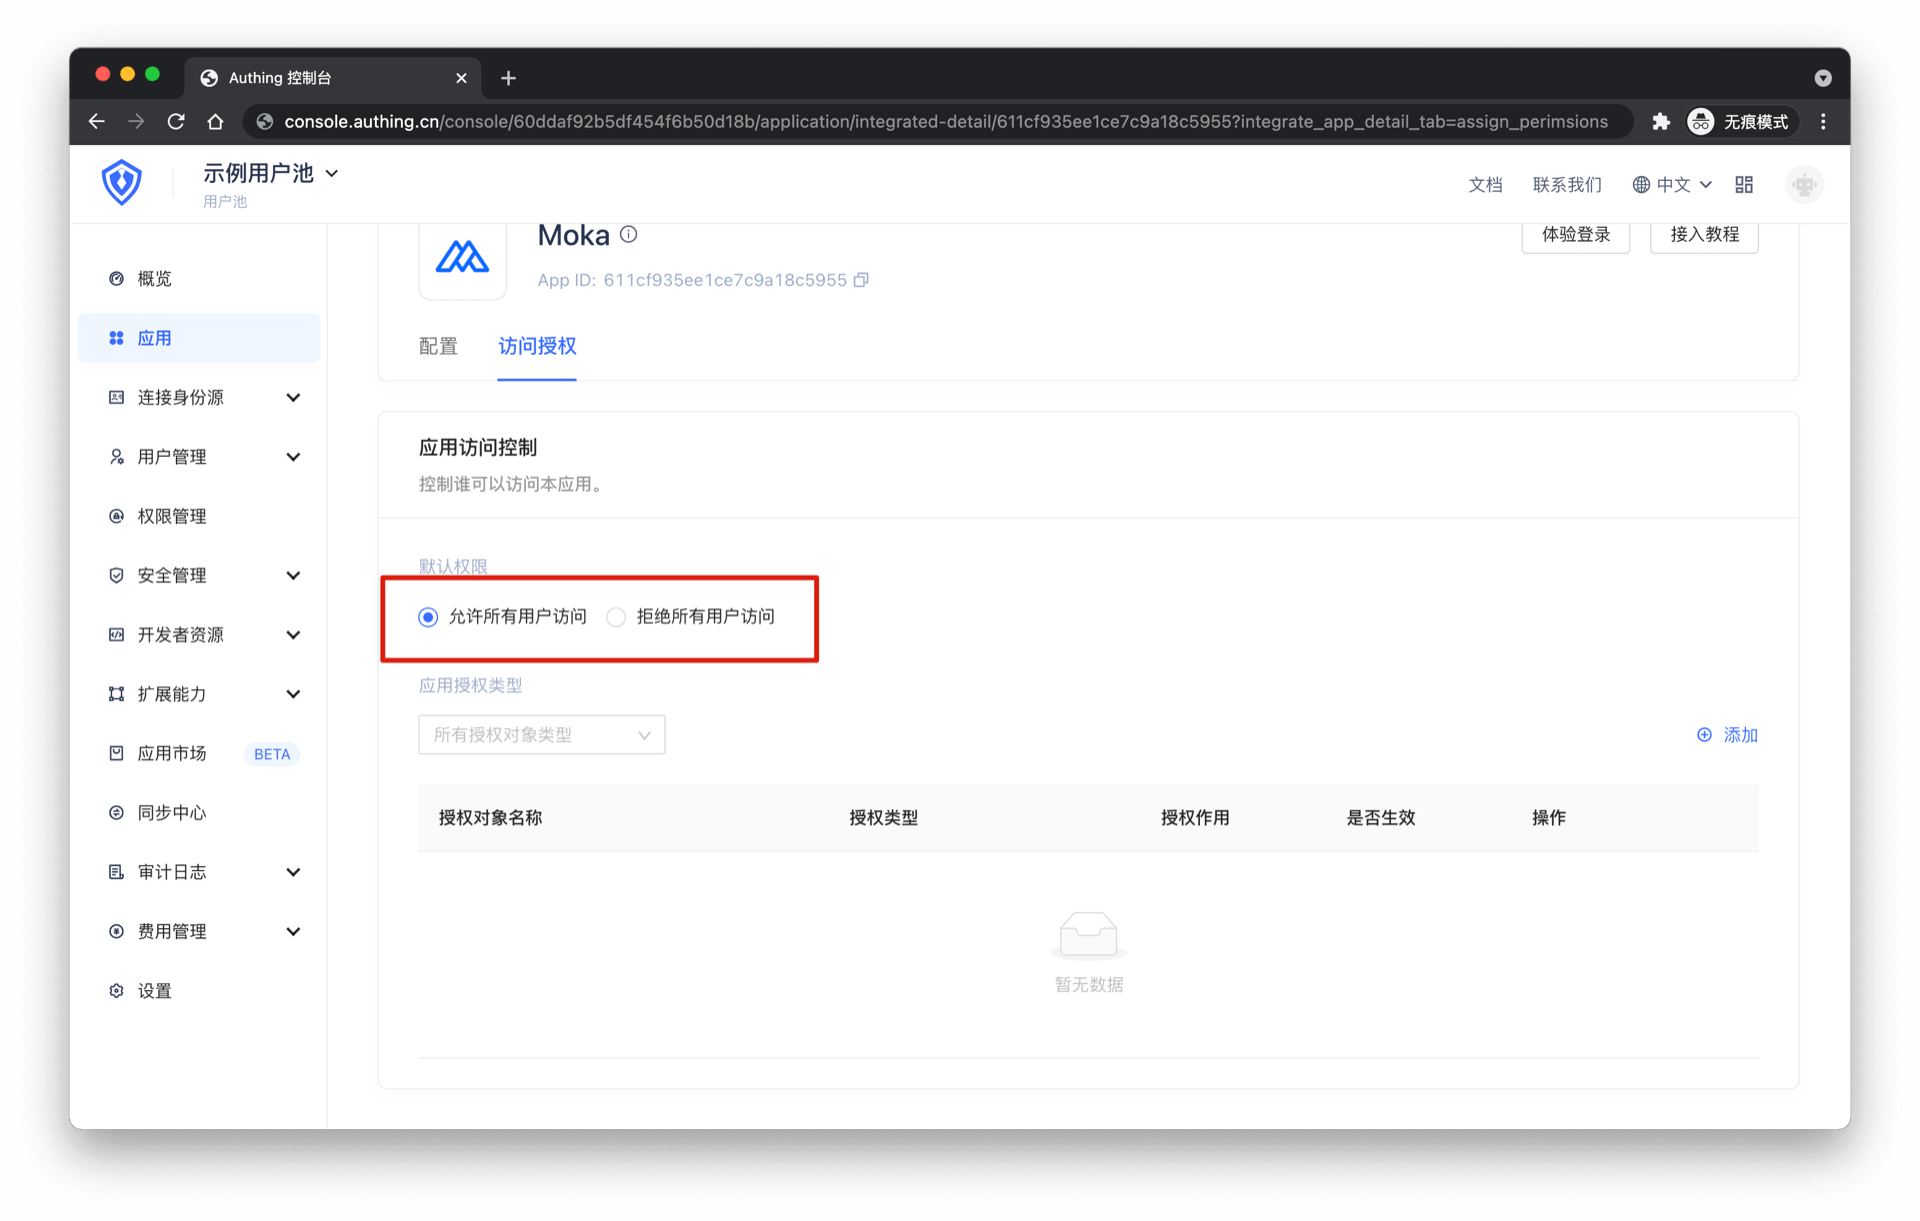 Authing 控制台
console.authing.cn/console/60ddaf92b5df454f6b50d18b/application/integrated-detail/611cf935ee1ce7c9a18c5955?integrate_app_detail_tab=assign_perimsions
无痕模式
示例用户池
用户池
文档
联系我们
中文
概览
应用
连接身份源
用户管理
权限管理
安全管理
开发者资源
扩展能力
应用市场 BETA
同步中心
审计日志
费用管理
设置
Moka
App ID: 611cf935ee1ce7c9a18c5955
体验登录
接入教程
配置
访问授权
应用访问控制
控制谁可以访问本应用。
默认权限
允许所有用户访问
拒绝所有用户访问
应用授权类型
所有授权对象类型
添加
授权对象名称 授权类型 授权作用 是否生效 操作
暂无数据